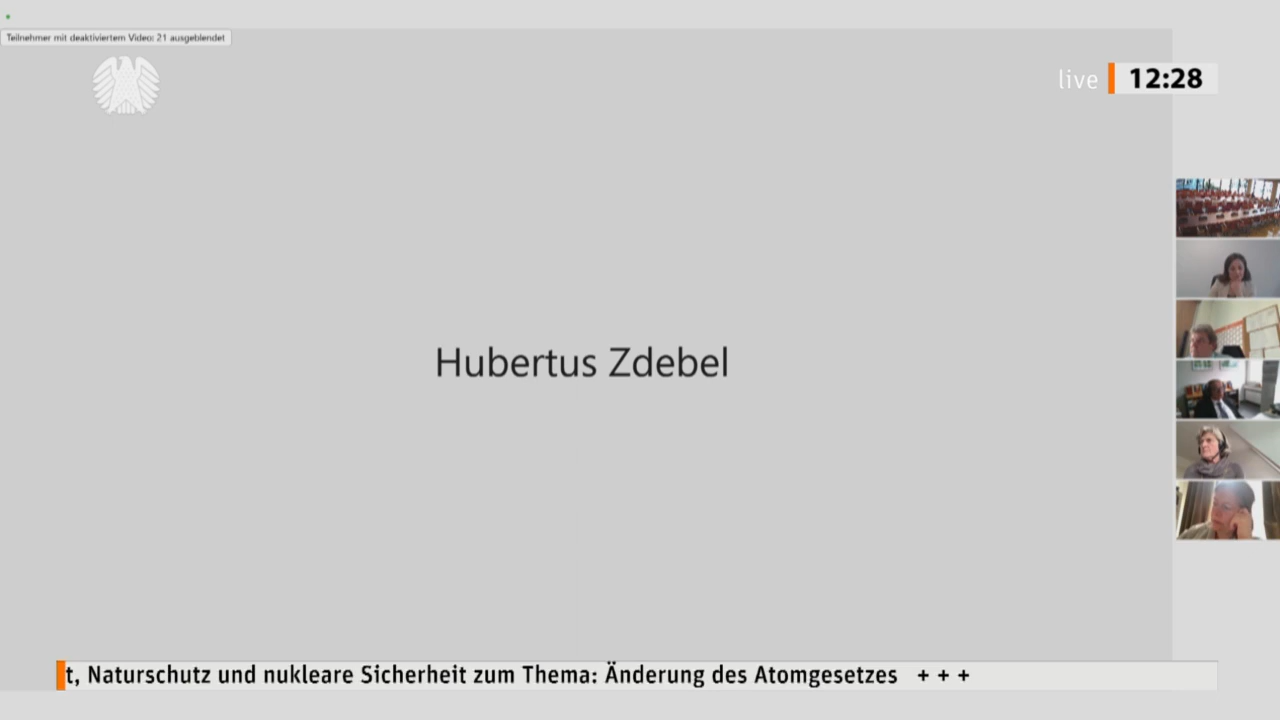 Teilnehmer mit deaktiviertem Video: 21 ausgeblendet
live 12:28
Hubertus Zdebel
t, Naturschutz und nukleare Sicherheit zum Thema: Änderung des Atomgesetzes + + +